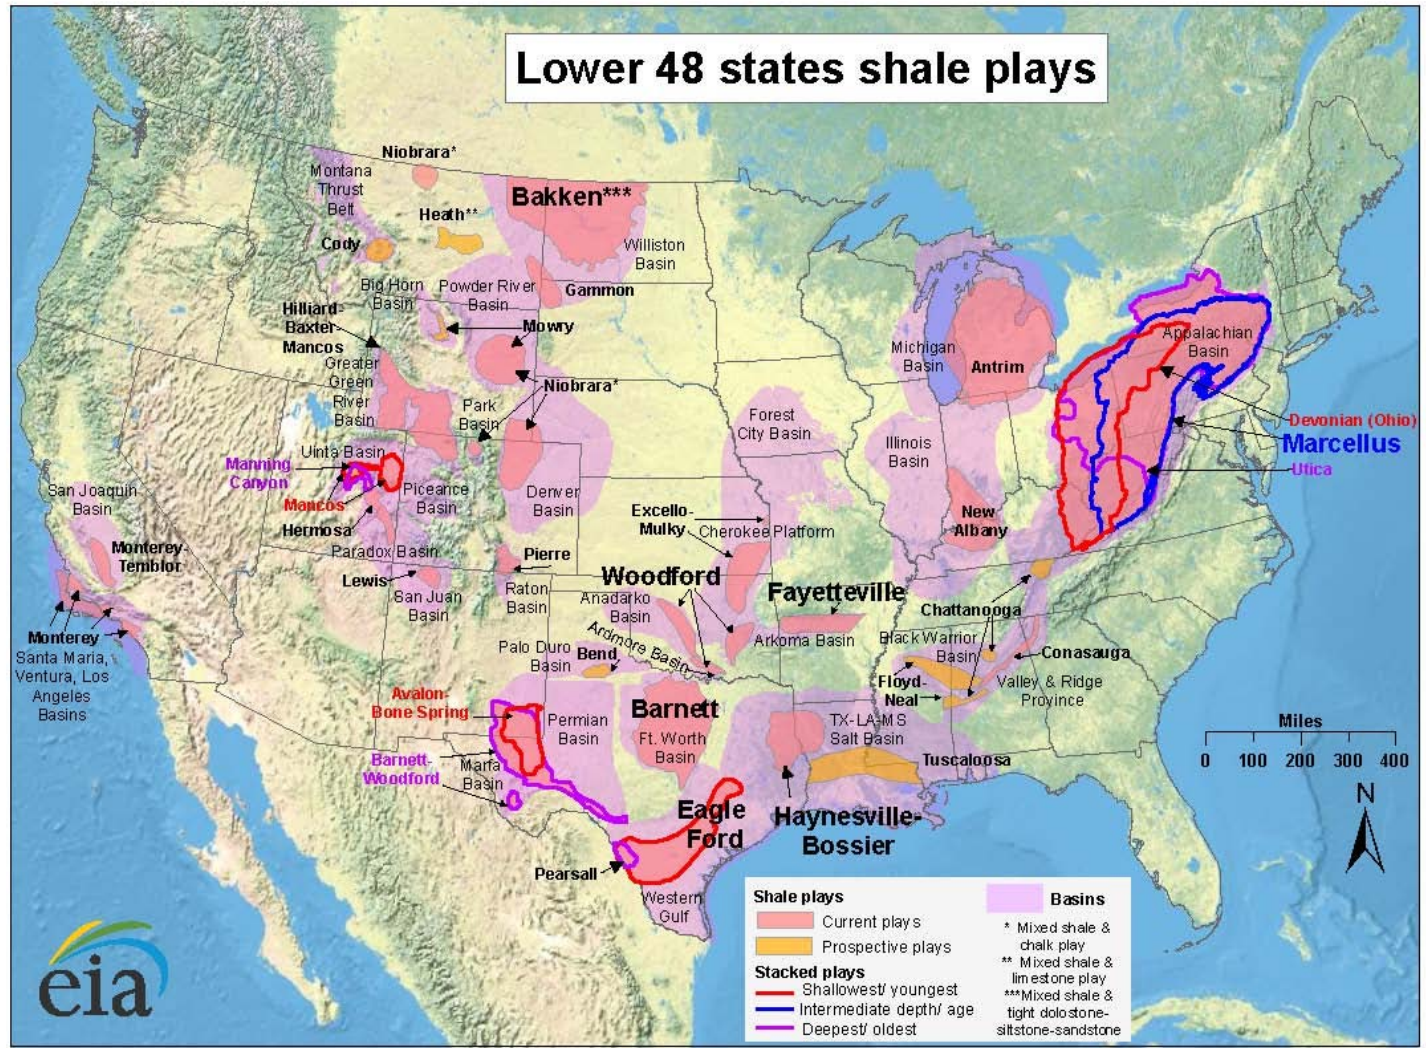 Lower 48 states shale plays
Niobrara*
Montana
Thrust
Belt
Bakken***
Heath**
Cody
Williston
Basin
Big Horn
Basin
Powder River
Basin
Gammon
Hilliard-
Baxter-
Mancos
Mowry
Greater
Green
River
Basin
Niobrara*
Park
Basin
Michigan
Basin
Antrim
Appalachian
Basin
Forest
City Basin
Illinois
Basin
Devonian (Ohio)
Marcellus
Utica
Uinta Basin
Manning
Canyon
Mancos
Piceance
Basin
Denver
Basin
Hermosa
San Joaquin
Basin
Monterey-
Temblor
Excello-
Mulky
Cherokee Platform
New
Albany
Paradox Basin
Pierre
Lewis
San Juan
Basin
Raton
Basin
Woodford
Anadarko
Basin
Fayetteville
Chattanooga
Monterey
Santa Maria,
Ventura, Los
Angeles
Basins
Palo Duro
Basin
Bend
Ardmore Basin
Arkoma Basin
Black Warrior
Basin
Conasauga
Floyd-
Neal
Valley & Ridge
Province
Avalon-
Bone Spring
Permian
Basin
Barnett
Ft. Worth
Basin
TX-LA-MS
Salt Basin
Tuscaloosa
Barnett-
Woodford
Marfa
Basin
Eagle
Ford
Haynesville-
Bossier
Pearsall
Western
Gulf
Miles
0 100 200 300 400
N
Shale plays
Current plays
Prospective plays
Stacked plays
Shallowest/ youngest
Intermediate depth/ age
Deepest/ oldest
Basins
* Mixed shale &
chalk play
** Mixed shale &
limestone play
***Mixed shale &
tight dolostone-
siltstone-sandstone
eia